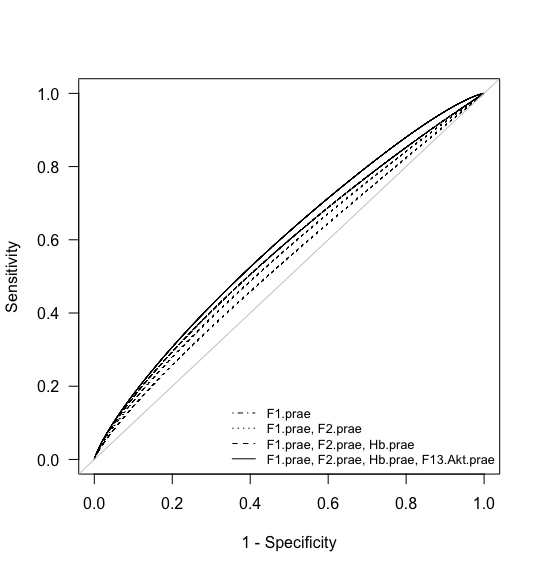 1.0
0.8
0.6
0.4
0.2
0.0
Sensitivity
F1.prae
F1.prae, F2.prae
F1.prae, F2.prae, Hb.prae
F1.prae, F2.prae, Hb.prae, F13.Akt.prae
0.0 0.2 0.4 0.6 0.8 1.0
1 - Specificity